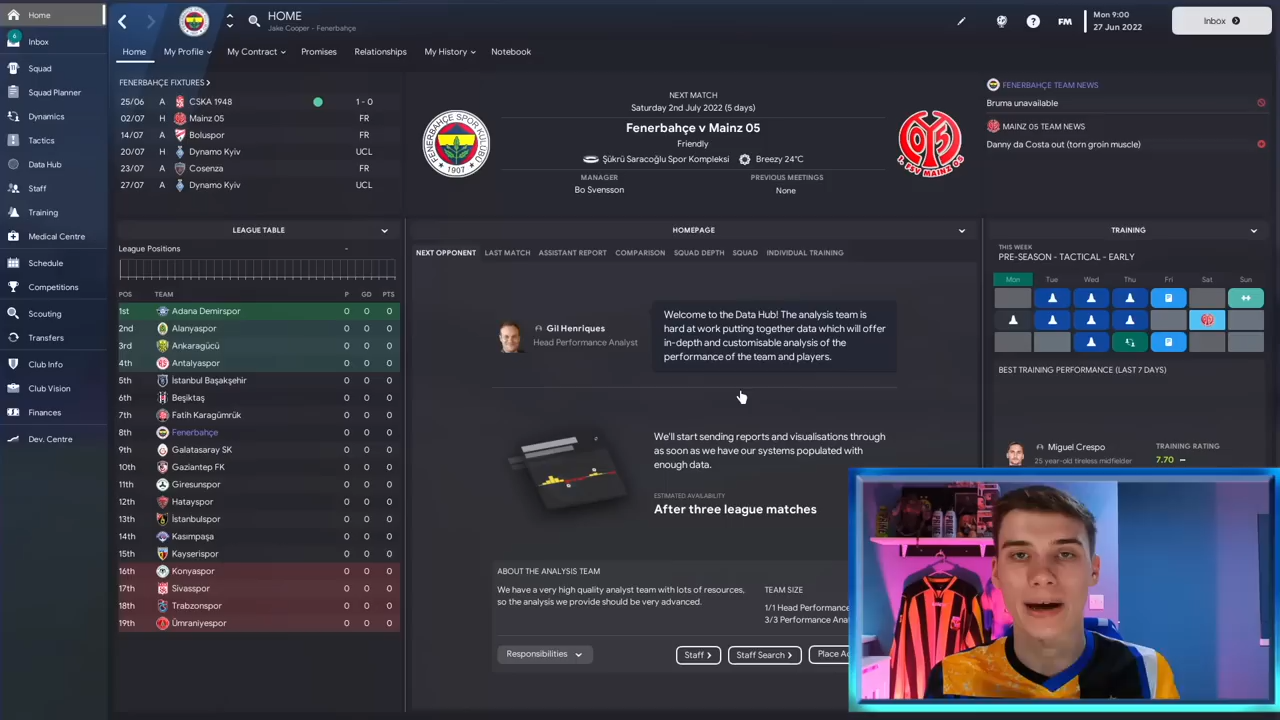 Home
6
Inbox
Squad
Squad Planner
Dynamics
Tactics
Data Hub
Staff
Training
Medical Centre
Schedule
Competitions
Scouting
Transfers
Club Info
Club Vision
Finances
Dev. Centre
HOME
Jake Cooper - Fenerbahçe
? FM
Mon 9:00
27 Jun 2022
Inbox
Home My Profile My Contract Promises Relationships My History Notebook
FENERBAHÇE FIXTURES >
25/06 A CSKA 1948 1 - 0
02/07 H Mainz 05 FR
14/07 A Boluspor FR
20/07 H Dynamo Kyiv UCL
23/07 A Cosenza FR
27/07 A Dynamo Kyiv UCL
FENERBAHÇE SPOR KULÜBÜ
1907
NEXT MATCH
Saturday 2nd July 2022 (5 days)
Fenerbahçe v Mainz 05
Friendly
Şükrü Saracoğlu Spor Kompleksi Breezy 24°C
MANAGER PREVIOUS MEETINGS
Bo Svensson None
FENERBAHÇE TEAM NEWS
Bruma unavailable
MAINZ 05 TEAM NEWS
Danny da Costa out (torn groin muscle)
LEAGUE TABLE
League Positions -
POS TEAM P GD PTS
1st Adana Demirspor 0 0 0
2nd Alanyaspor 0 0 0
3rd Ankaragücü 0 0 0
4th Antalyaspor 0 0 0
5th İstanbul Başakşehir 0 0 0
6th Beşiktaş 0 0 0
7th Fatih Karagümrük 0 0 0
8th Fenerbahçe 0 0 0
9th Galatasaray SK 0 0 0
10th Gaziantep FK 0 0 0
11th Giresunspor 0 0 0
12th Hatayspor 0 0 0
13th İstanbulspor 0 0 0
14th Kasımpaşa 0 0 0
15th Kayserispor 0 0 0
16th Konyaspor 0 0 0
17th Sivasspor 0 0 0
18th Trabzonspor 0 0 0
19th Ümraniyespor 0 0 0
HOMEPAGE
NEXT OPPONENT LAST MATCH ASSISTANT REPORT COMPARISON SQUAD DEPTH SQUAD INDIVIDUAL TRAINING
Gil Henriques
Head Performance Analyst
Welcome to the Data Hub! The analysis team is
hard at work putting together data which will offer
in-depth and customisable analysis of the
performance of the team and players.
We'll start sending reports and visualisations through
as soon as we have our systems populated with
enough data.
ESTIMATED AVAILABILITY
After three league matches
ABOUT THE ANALYSIS TEAM
We have a very high quality analyst team with lots of resources,
so the analysis we provide should be very advanced.
TEAM SIZE
1/1 Head Performance
3/3 Performance Ana
Responsibilities
Staff >
Staff Search >
Place Ad
TRAINING
THIS WEEK
PRE-SEASON - TACTICAL - EARLY
Mon Tue Wed Thu Fri Sat Sun
BEST TRAINING PERFORMANCE (LAST 7 DAYS)
Miguel Crespo
25 year-old tireless midfielder
TRAINING RATING
7.70 –